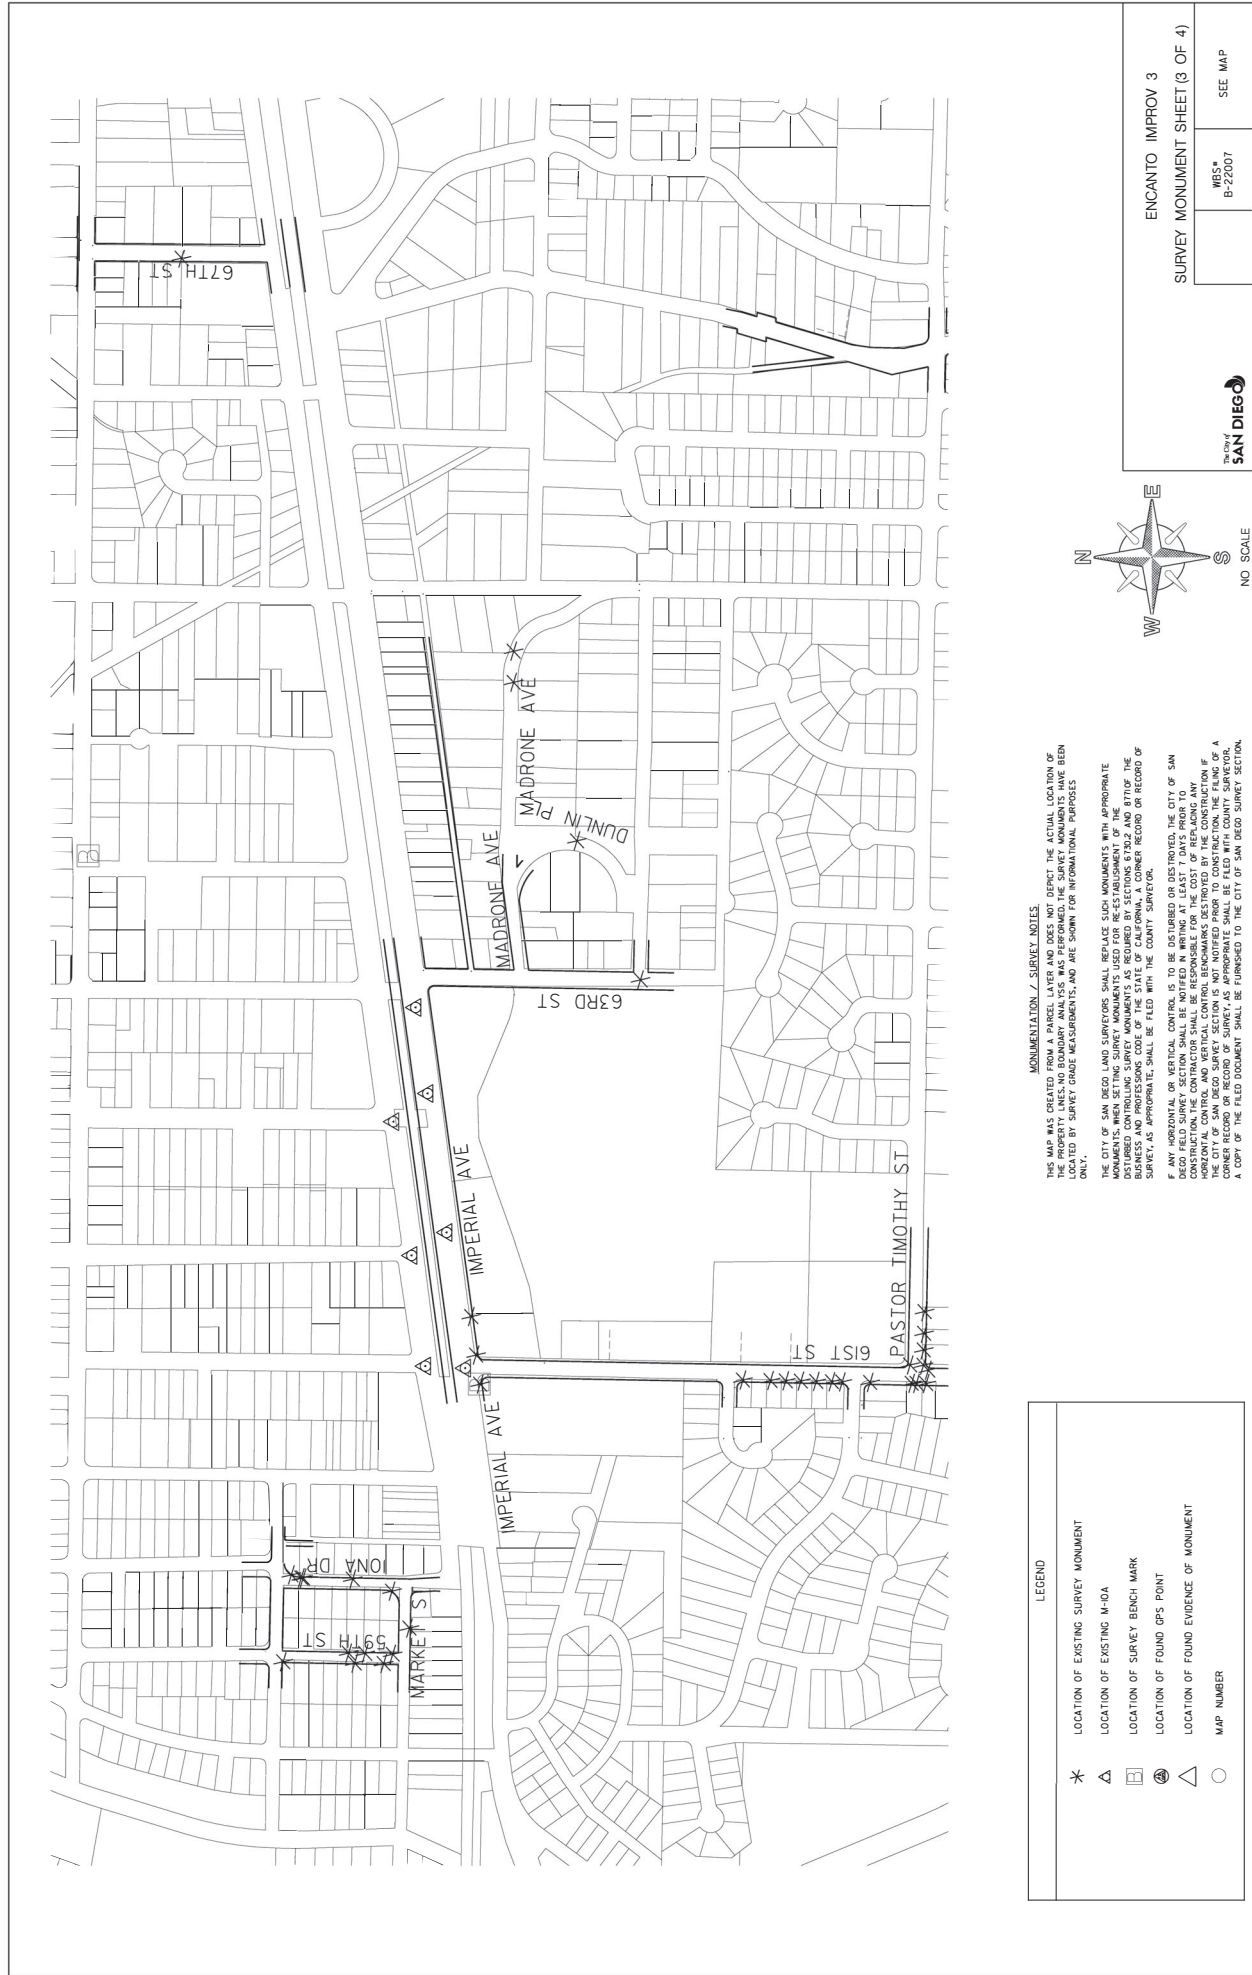 67TH ST
MADRONE AVE
DUNLIN PL
MADRONE AVE
63RD ST
IMPERIAL AVE
PASTOR TIMOTHY ST
61ST ST
IMPERIAL AVE
IONA DR
59TH ST
MARKET ST
B
LEGEND
LOCATION OF EXISTING SURVEY MONUMENT
LOCATION OF EXISTING M-10A
B LOCATION OF SURVEY BENCH MARK
LOCATION OF FOUND GPS POINT
LOCATION OF FOUND EVIDENCE OF MONUMENT
MAP NUMBER
MONUMENTATION / SURVEY NOTES
THIS MAP WAS CREATED FROM A PARCEL LAYER AND DOES NOT DEPICT THE ACTUAL LOCATION OF
THE PROPERTY LINES. NO BOUNDARY ANALYSIS WAS PERFORMED. THE SURVEY MONUMENTS HAVE BEEN
LOCATED BY SURVEY GRADE MEASUREMENTS, AND ARE SHOWN FOR INFORMATIONAL PURPOSES
ONLY.
THE CITY OF SAN DIEGO LAND SURVEYORS SHALL REPLACE SUCH MONUMENTS WITH APPROPRIATE
MONUMENTS. WHEN SETTING SURVEY MONUMENTS USED FOR RE-ESTABLISHMENT OF THE
DISTURBED CONTROLLING SURVEY MONUMENTS AS REQUIRED BY SECTIONS 6730.2 AND 8771 OF THE
BUSINESS AND PROFESSIONS CODE OF THE STATE OF CALIFORNIA, A CORNER RECORD OR RECORD OF
SURVEY, AS APPROPRIATE, SHALL BE FILED WITH THE COUNTY SURVEYOR.
IF ANY HORIZONTAL OR VERTICAL CONTROL IS TO BE DISTURBED OR DESTROYED, THE CITY OF SAN
DIEGO FIELD SURVEY SECTION SHALL BE NOTIFIED IN WRITING AT LEAST 7 DAYS PRIOR TO
CONSTRUCTION. THE CONTRACTOR SHALL BE RESPONSIBLE FOR THE COST OF REPLACING ANY
HORIZONTAL CONTROL AND VERTICAL CONTROL BENCHMARKS DESTROYED BY THE CONSTRUCTION. IF
THE CITY OF SAN DIEGO SURVEY SECTION IS NOT NOTIFIED PRIOR TO CONSTRUCTION. THE FILING OF A
CORNER RECORD OR RECORD OF SURVEY, AS APPROPRIATE SHALL BE FILED WITH COUNTY SURVEYOR.
A COPY OF THE FILED DOCUMENT SHALL BE FURNISHED TO THE CITY OF SAN DIEGO SURVEY SECTION.
N
W E
S
NO SCALE
ENCANTO IMPROV 3
SURVEY MONUMENT SHEET (3 OF 4)
The City of
SAN DIEGO
WBS#
B-22007
SEE MAP